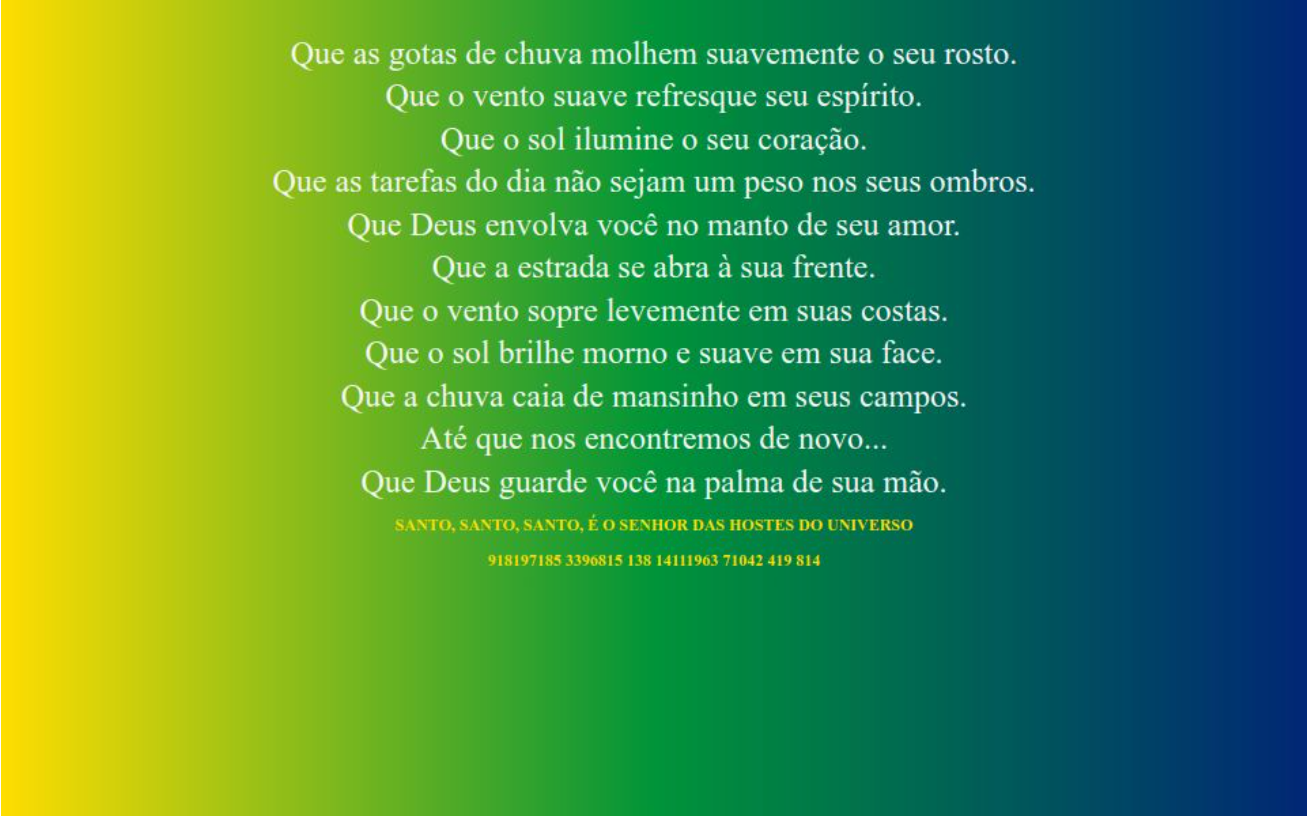 Que as gotas de chuva molhem suavemente o seu rosto.
Que o vento suave refresque seu espírito.
Que o sol ilumine o seu coração.
Que as tarefas do dia não sejam um peso nos seus ombros.
Que Deus envolva você no manto de seu amor.
Que a estrada se abra à sua frente.
Que o vento sopre levemente em suas costas.
Que o sol brilhe morno e suave em sua face.
Que a chuva caia de mansinho em seus campos.
Até que nos encontremos de novo...
Que Deus guarde você na palma de sua mão.
SANTO, SANTO, SANTO, É O SENHOR DAS HOSTES DO UNIVERSO
918197185 3396815 138 14111963 71042 419 814